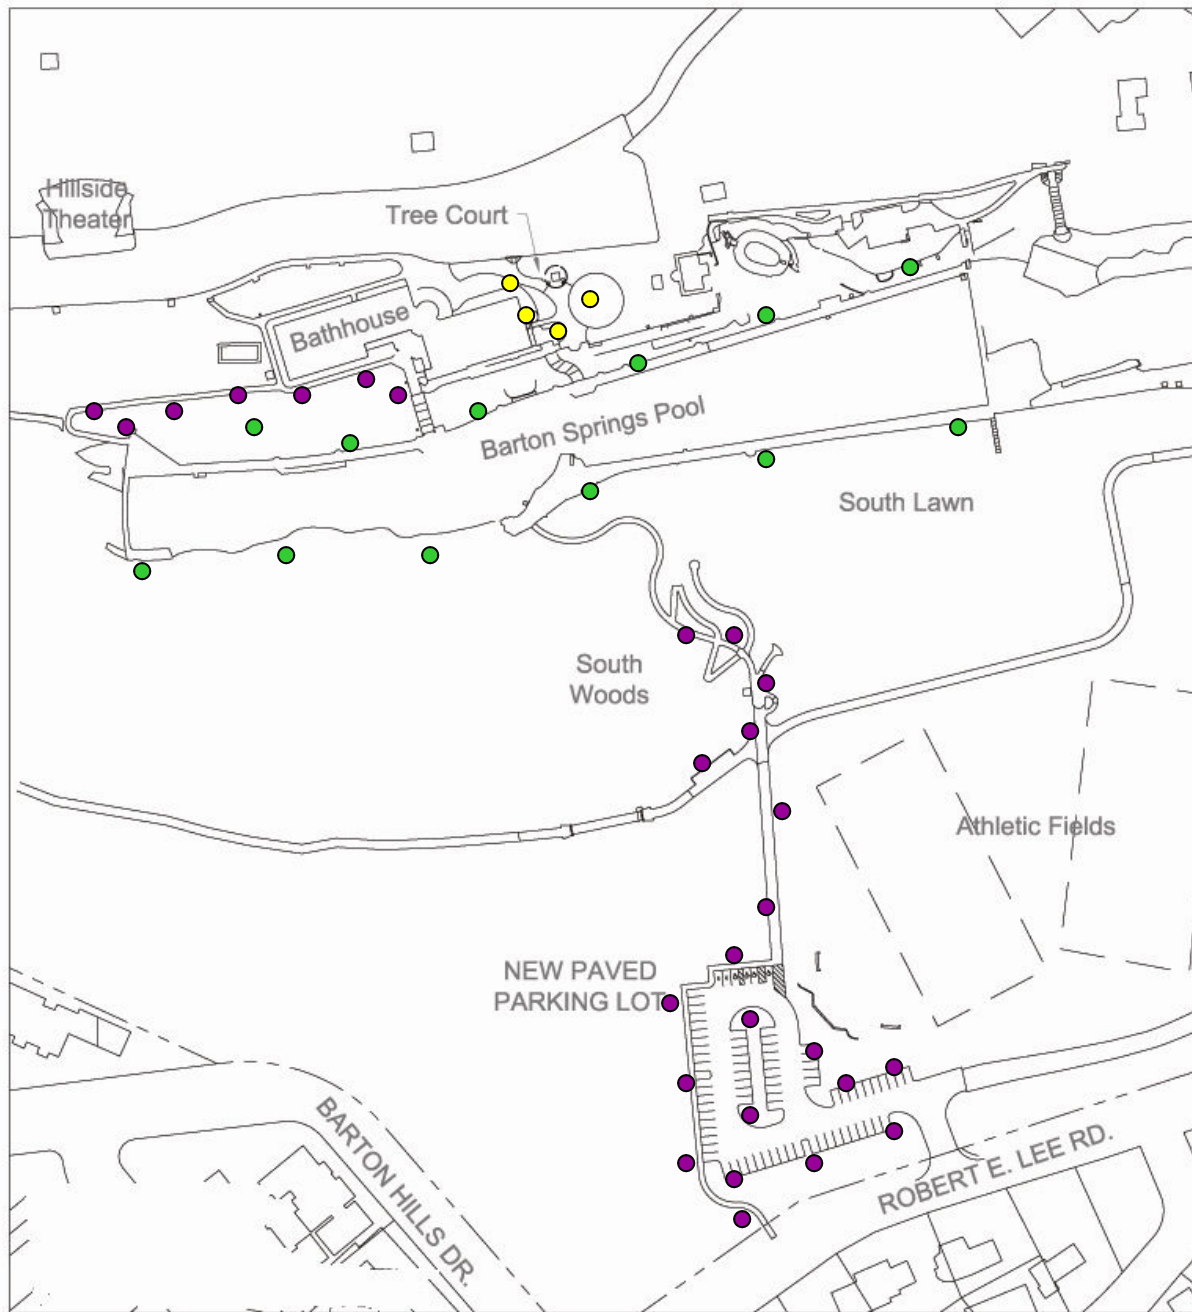 Hillside
Theater
Tree Court
Bathhouse
Barton Springs Pool
South Lawn
South
Woods
Athletic Fields
NEW PAVED
PARKING LOT
BARTON HILLS DR.
ROBERT E. LEE RD.